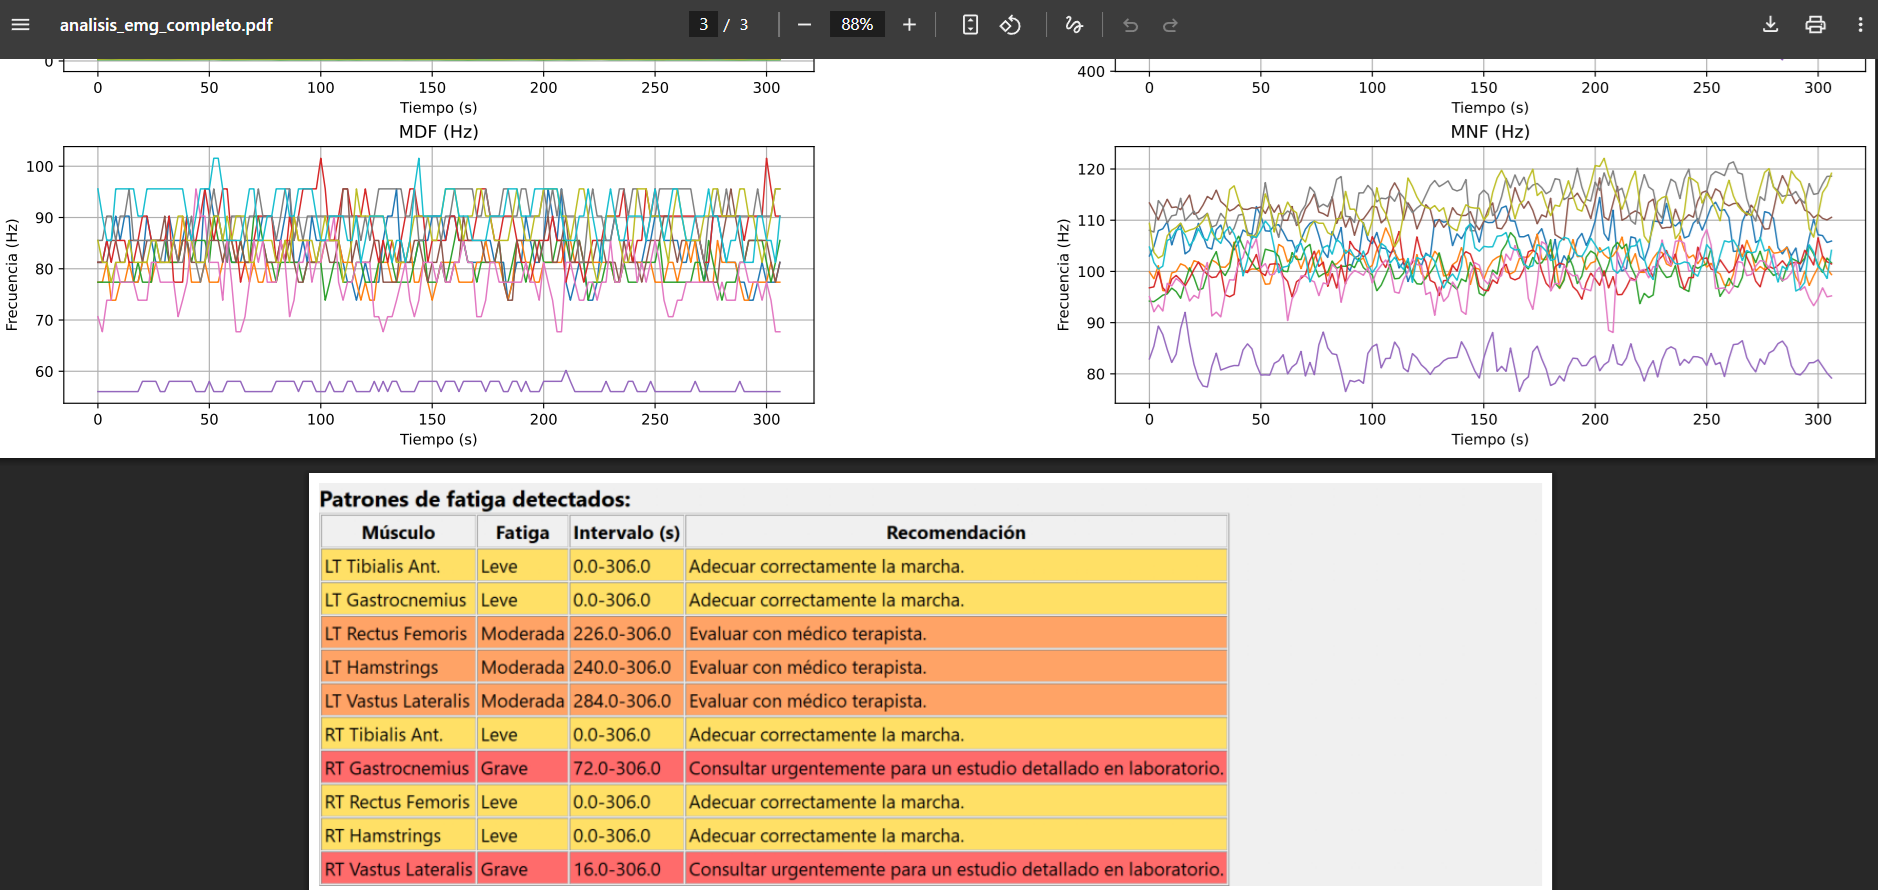 analisis_emg_completo.pdf
3 / 3
88%
0
0 50 100 150 200 250 300
Tiempo (s)
400
0 50 100 150 200 250 300
Tiempo (s)
MDF (Hz)
100
90
80
70
60
Frecuencia (Hz)
0 50 100 150 200 250 300
Tiempo (s)
MNF (Hz)
120
110
100
90
80
Frecuencia (Hz)
0 50 100 150 200 250 300
Tiempo (s)
Patrones de fatiga detectados:
Músculo Fatiga Intervalo (s) Recomendación
LT Tibialis Ant. Leve 0.0-306.0 Adecuar correctamente la marcha.
LT Gastrocnemius Leve 0.0-306.0 Adecuar correctamente la marcha.
LT Rectus Femoris Moderada 226.0-306.0 Evaluar con médico terapista.
LT Hamstrings Moderada 240.0-306.0 Evaluar con médico terapista.
LT Vastus Lateralis Moderada 284.0-306.0 Evaluar con médico terapista.
RT Tibialis Ant. Leve 0.0-306.0 Adecuar correctamente la marcha.
RT Gastrocnemius Grave 72.0-306.0 Consultar urgentemente para un estudio detallado en laboratorio.
RT Rectus Femoris Leve 0.0-306.0 Adecuar correctamente la marcha.
RT Hamstrings Leve 0.0-306.0 Adecuar correctamente la marcha.
RT Vastus Lateralis Grave 16.0-306.0 Consultar urgentemente para un estudio detallado en laboratorio.